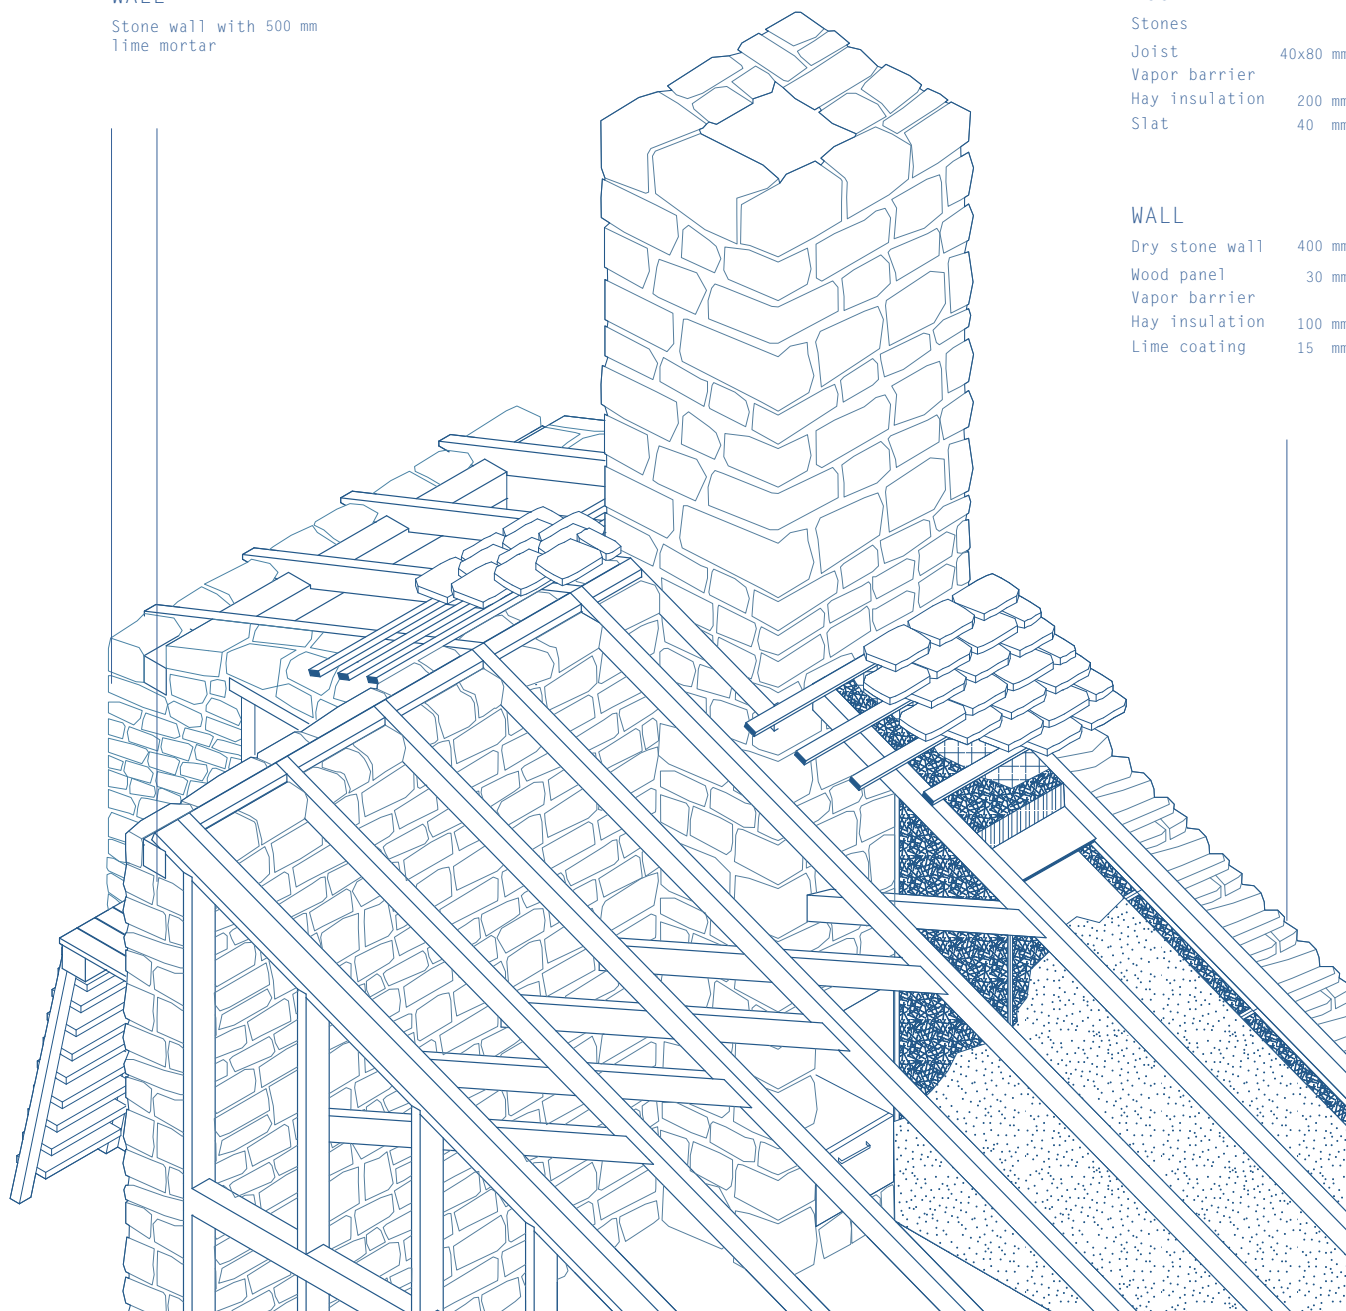 WALL
Stone wall with 500 mm
lime mortar
Stones
Joist 40x80 mm
Vapor barrier
Hay insulation 200 mm
Slat 40 mm
WALL
Dry stone wall 400 mm
Wood panel 30 mm
Vapor barrier
Hay insulation 100 mm
Lime coating 15 mm